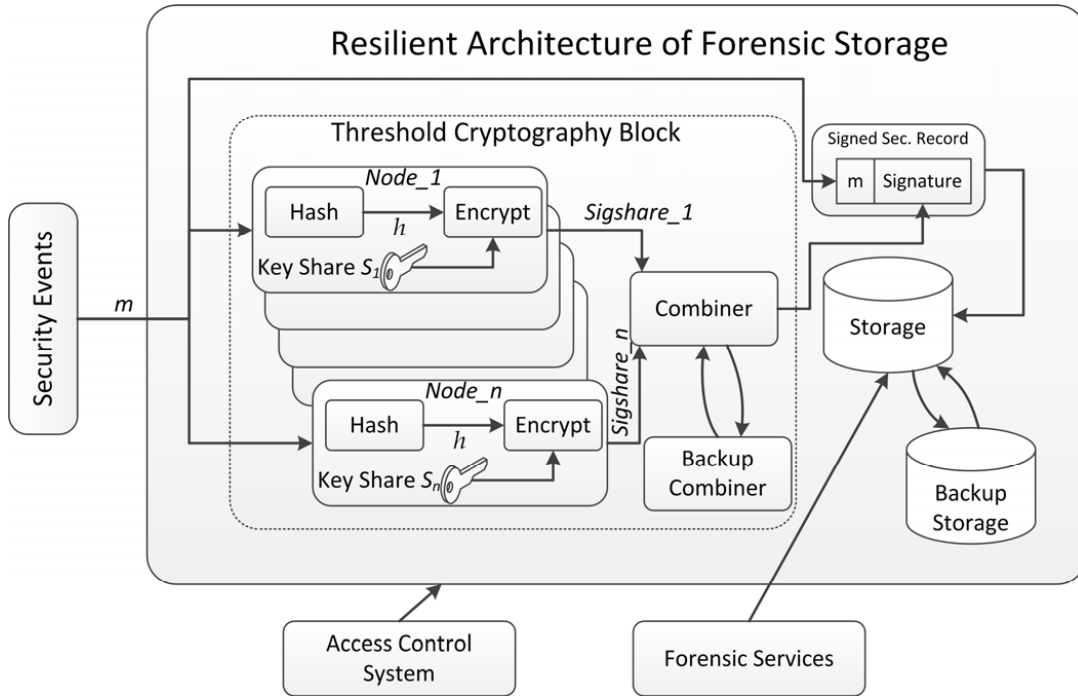 Resilient Architecture of Forensic Storage
Threshold Cryptography Block
Signed Sec. Record
m
Signature
Node_1
Hash
h
Encrypt
Key Share S1
Sigshare_1
Security Events
m
Combiner
Storage
Sigshare_n
Node_n
Hash
h
Encrypt
Key Share Sn
Backup
Combiner
Backup
Storage
Access Control
System
Forensic Services